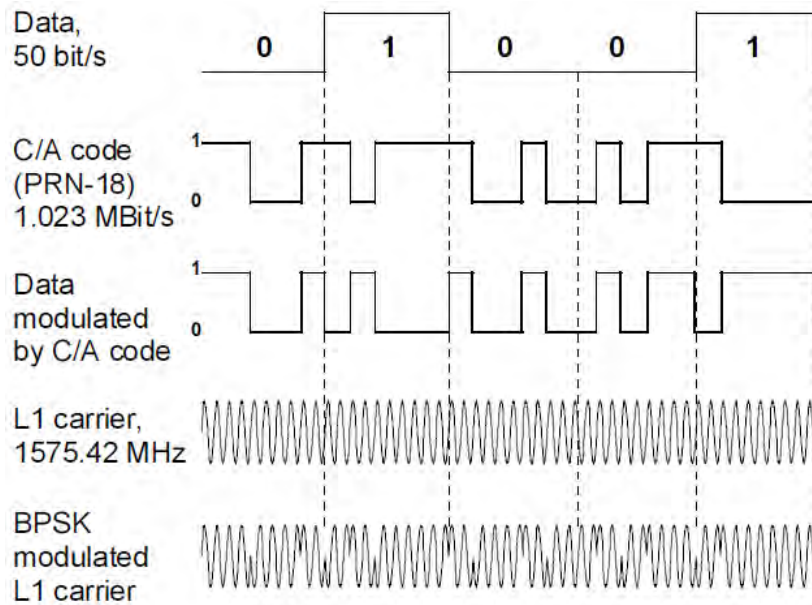 Data,
50 bit/s
0 1 0 0 1
C/A code
(PRN-18)
1.023 MBit/s
1
0
Data
modulated
by C/A code
1
0
L1 carrier,
1575.42 MHz
BPSK
modulated
L1 carrier